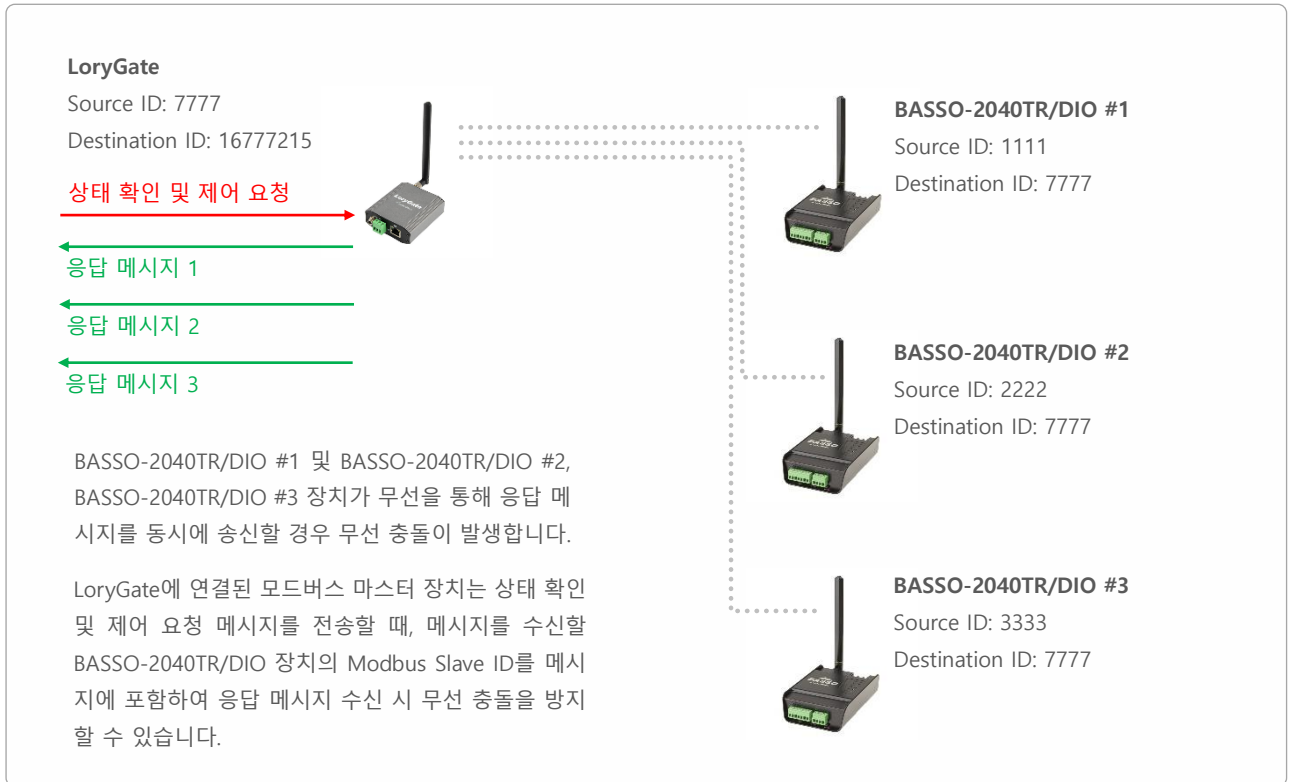 LoryGate
Source ID: 7777
Destination ID: 16777215
상태 확인 및 제어 요청
응답 메시지 1
응답 메시지 2
응답 메시지 3
BASSO-2040TR/DIO #1 및 BASSO-2040TR/DIO #2,
BASSO-2040TR/DIO #3 장치가 무선을 통해 응답 메
시지를 동시에 송신할 경우 무선 충돌이 발생합니다.
LoryGate에 연결된 모드버스 마스터 장치는 상태 확인
및 제어 요청 메시지를 전송할 때, 메시지를 수신할
BASSO-2040TR/DIO 장치의 Modbus Slave ID를 메시
지에 포함하여 응답 메시지 수신 시 무선 충돌을 방지
할 수 있습니다.
LoryGate
BASSO-2040TR/DIO #1
Source ID: 1111
Destination ID: 7777
BASSO
BASSO-2040TR/DIO #2
Source ID: 2222
Destination ID: 7777
BASSO
BASSO-2040TR/DIO #3
Source ID: 3333
Destination ID: 7777
BASSO